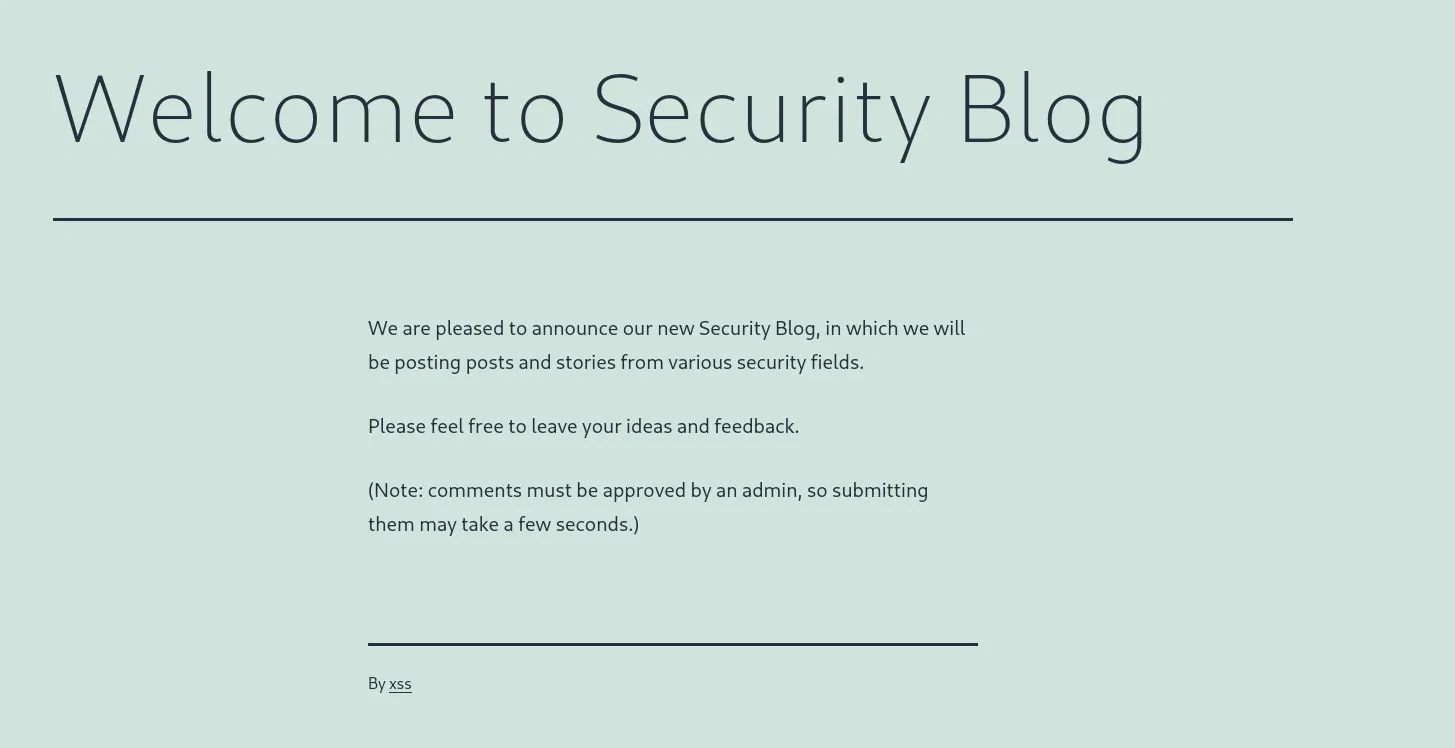 Welcome to Security Blog
We are pleased to announce our new Security Blog, in which we will
be posting posts and stories from various security fields.
Please feel free to leave your ideas and feedback.
(Note: comments must be approved by an admin, so submitting
them may take a few seconds.)
By xss